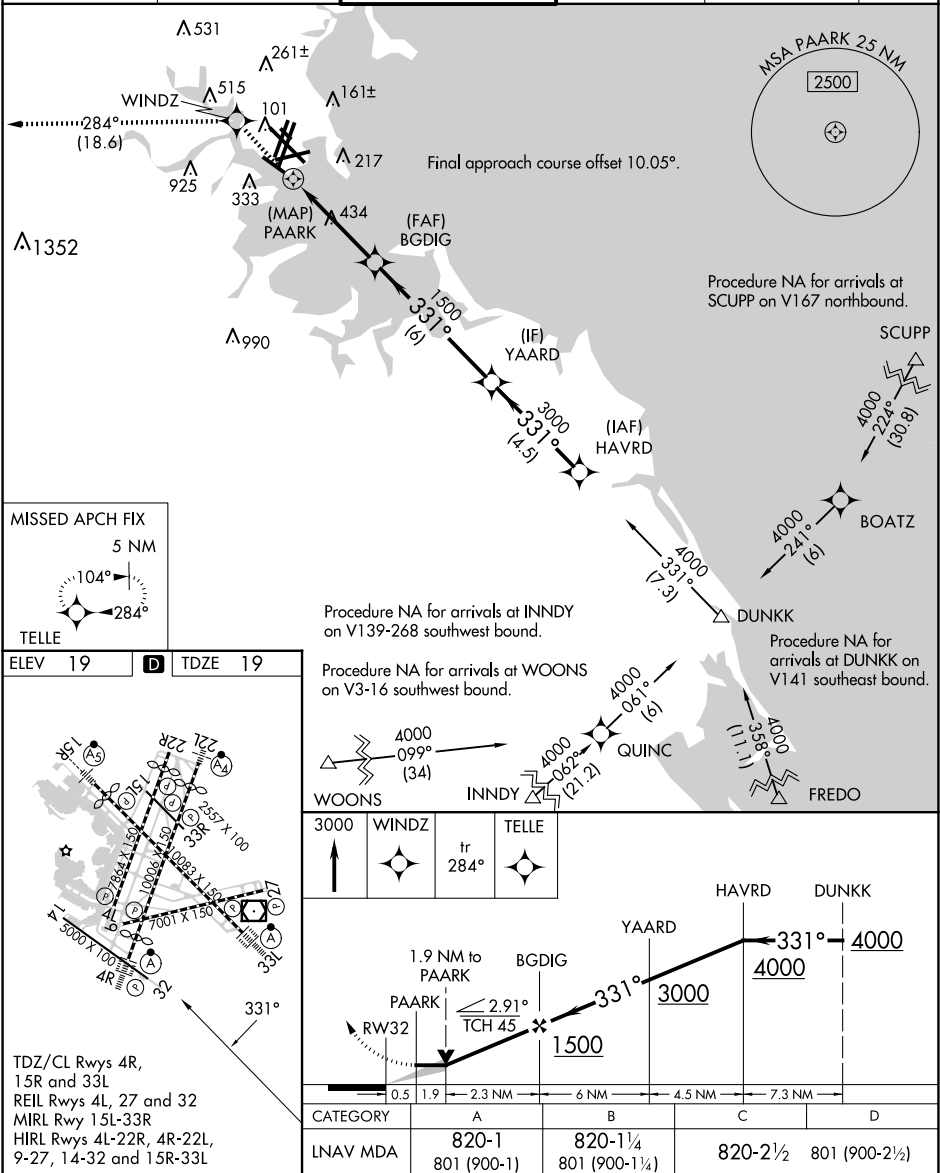 531
261±
MSA PAARK 25 NM
2500
515
161±
WINDZ
101
284°
(18.6)
217
Final approach course offset 10.05°.
925
333
(MAP)
PAARK
434
(FAF)
BGDIG
1352
Procedure NA for arrivals at
SCUPP on V167 northbound.
1500
331°
(6)
990
(IF)
YAARD
SCUPP
3000
331°
(4.5)
(IAF)
HAVRD
4000
224°
(30.8)
BOATZ
4000
241°
(6)
MISSED APCH FIX
5 NM
104°
284°
TELLE
4000
331°
(7.3)
DUNKK
Procedure NA for arrivals at INNDY
on V139-268 southwest bound.
Procedure NA for
arrivals at DUNKK on
V141 southeast bound.
Procedure NA for arrivals at WOONS
on V3-16 southwest bound.
4000
061°
(6)
QUINC
4000
099°
(34)
WOONS
4000
062°
(21.2)
INNDY
4000
358°
(11.1)
FREDO
ELEV 19
D
TDZE 19
15R
A5
22R
22L
A4
15L
P
P
P
P
2557 X 100
33R
7864 X 150
10006 X 150
10083 X 150
P
P
4L
9
7001 X 150
27
P
P
A
33L
14
5000 X 100
A
4R
P
32
331°
TDZ/CL Rwys 4R,
15R and 33L
REIL Rwys 4L, 27 and 32
MIRL Rwy 15L-33R
HIRL Rwys 4L-22R, 4R-22L,
9-27, 14-32 and 15R-33L
3000
WINDZ
tr
284°
TELLE
HAVRD
DUNKK
YAARD
331°
4000
4000
1.9 NM to
PAARK
BGDIG
331°
3000
PAARK
2.91°
TCH 45
RW32
1500
0.5
1.9
2.3 NM
6 NM
4.5 NM
7.3 NM
CATEGORY A B C D
LNAV MDA
820-1
801 (900-1)
820-1¼
801 (900-1¼)
820-2½ 801 (900-2½)